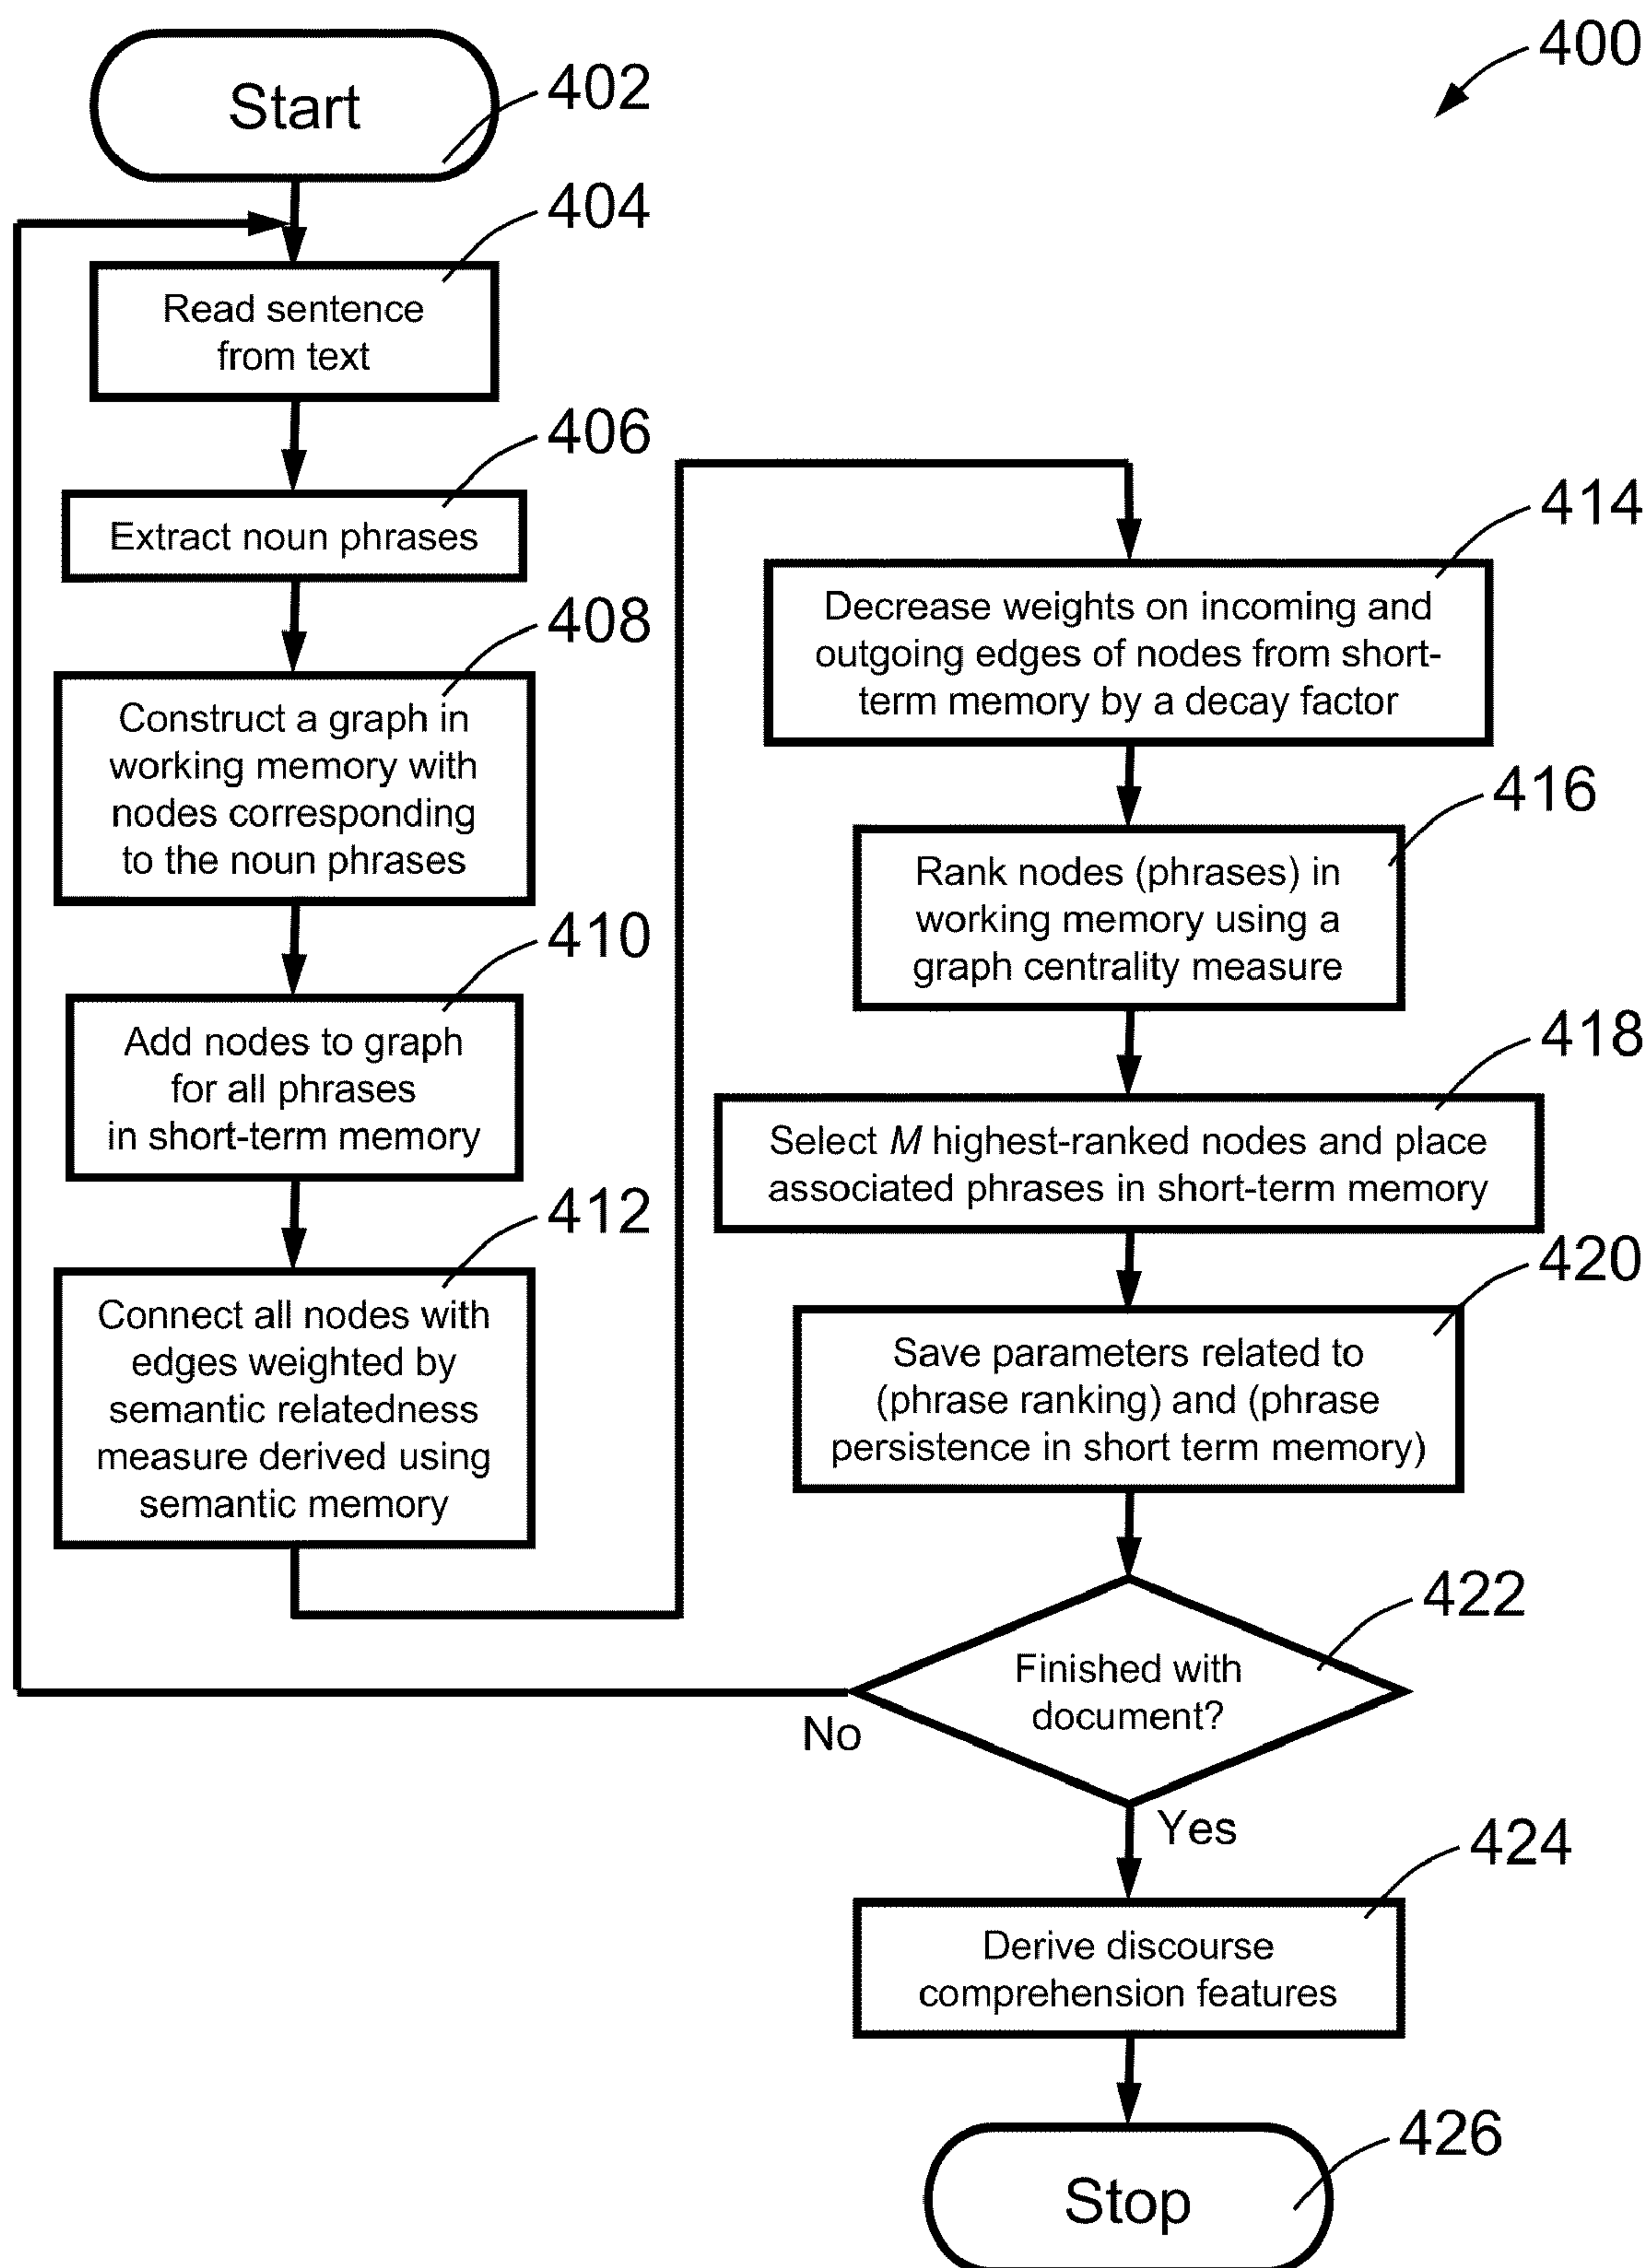 400
Start
402
404
Read sentence
from text
406
Extract noun phrases
408
Construct a graph in
working memory with
nodes corresponding
to the noun phrases
410
Add nodes to graph
for all phrases
in short-term memory
412
Connect all nodes with
edges weighted by
semantic relatedness
measure derived using
semantic memory
414
Decrease weights on incoming and
outgoing edges of nodes from short-
term memory by a decay factor
416
Rank nodes (phrases) in
working memory using a
graph centrality measure
418
Select M highest-ranked nodes and place
associated phrases in short-term memory
420
Save parameters related to
(phrase ranking) and (phrase
persistence in short term memory)
422
Finished with
document?
No
Yes
424
Derive discourse
comprehension features
426
Stop